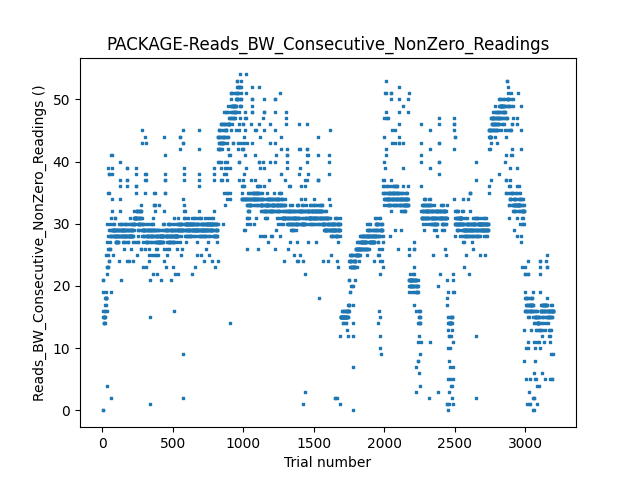 PACKAGE-Reads_BW_Consecutive_NonZero_Readings
Reads_BW_Consecutive_NonZero_Readings ()
50
40
30
20
10
0
0 500 1000 1500 2000 2500 3000
Trial number